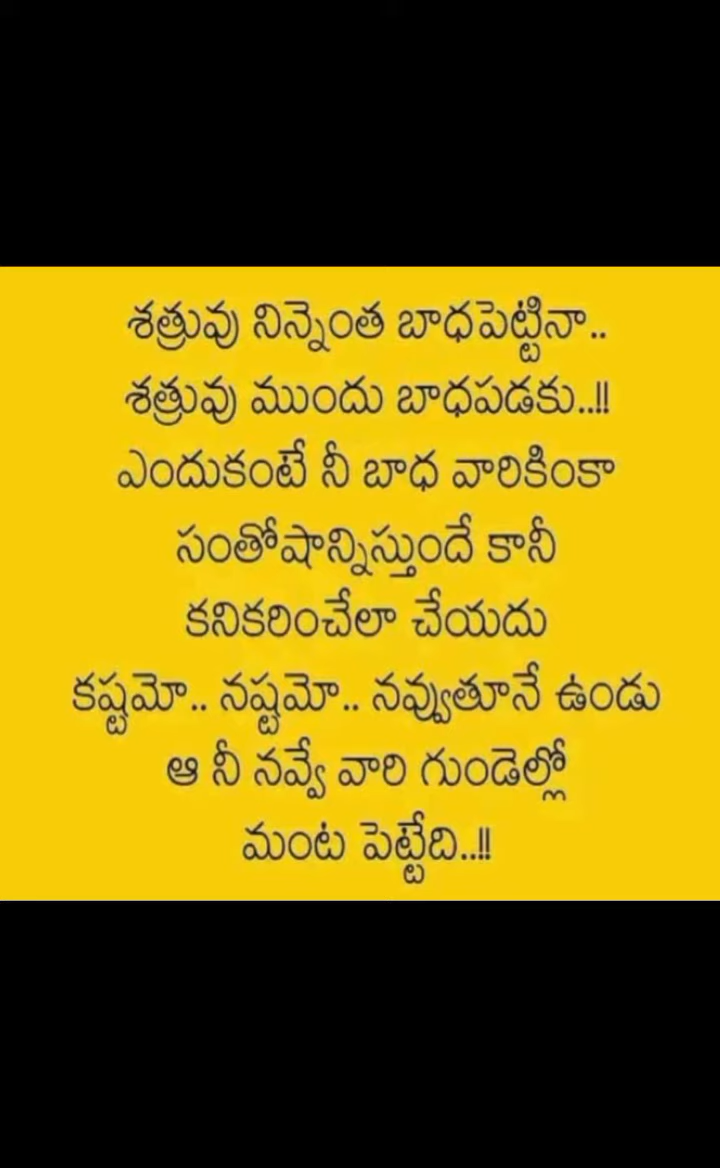 శత్రువు నిన్నెంత బాధపెట్టినా..
శత్రువు ముందు బాధపడకు..!!
ఎందుకంటే నీ బాధ వారికింకా
సంతోషాన్నిస్తుందే కానీ
కనికరించేలా చేయదు
కష్టమో.. నష్టమో.. నవ్వుతూనే ఉండు
ఆ నీ నవ్వే వారి గుండెల్లో
మంట పెట్టేది..!!